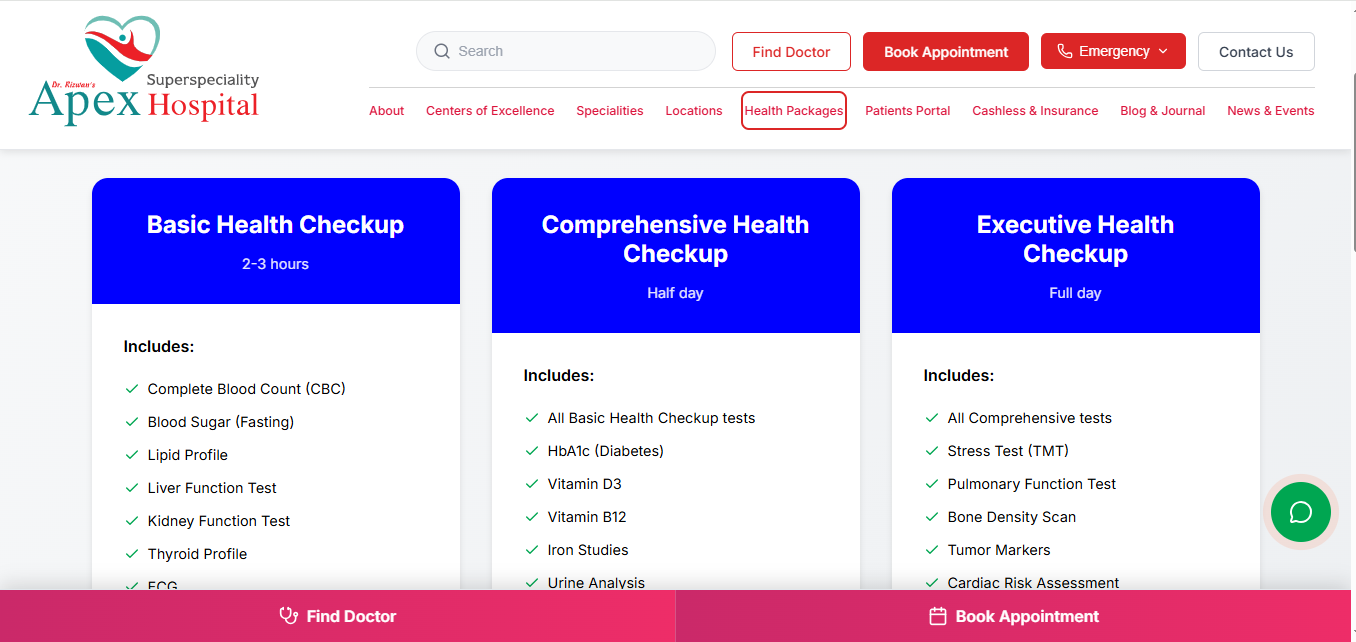 Dr. Rizwan's
Superspeciality
Apex Hospital
Search
Find Doctor
Book Appointment
Emergency
Contact Us
About
Centers of Excellence
Specialities
Locations
Health Packages
Patients Portal
Cashless & Insurance
Blog & Journal
News & Events
Basic Health Checkup
2-3 hours
Includes:
Complete Blood Count (CBC)
Blood Sugar (Fasting)
Lipid Profile
Liver Function Test
Kidney Function Test
Thyroid Profile
ECG
Comprehensive Health
Checkup
Half day
Includes:
All Basic Health Checkup tests
HbA1c (Diabetes)
Vitamin D3
Vitamin B12
Iron Studies
Urine Analysis
Executive Health
Checkup
Full day
Includes:
All Comprehensive tests
Stress Test (TMT)
Pulmonary Function Test
Bone Density Scan
Tumor Markers
Cardiac Risk Assessment
Find Doctor
Book Appointment